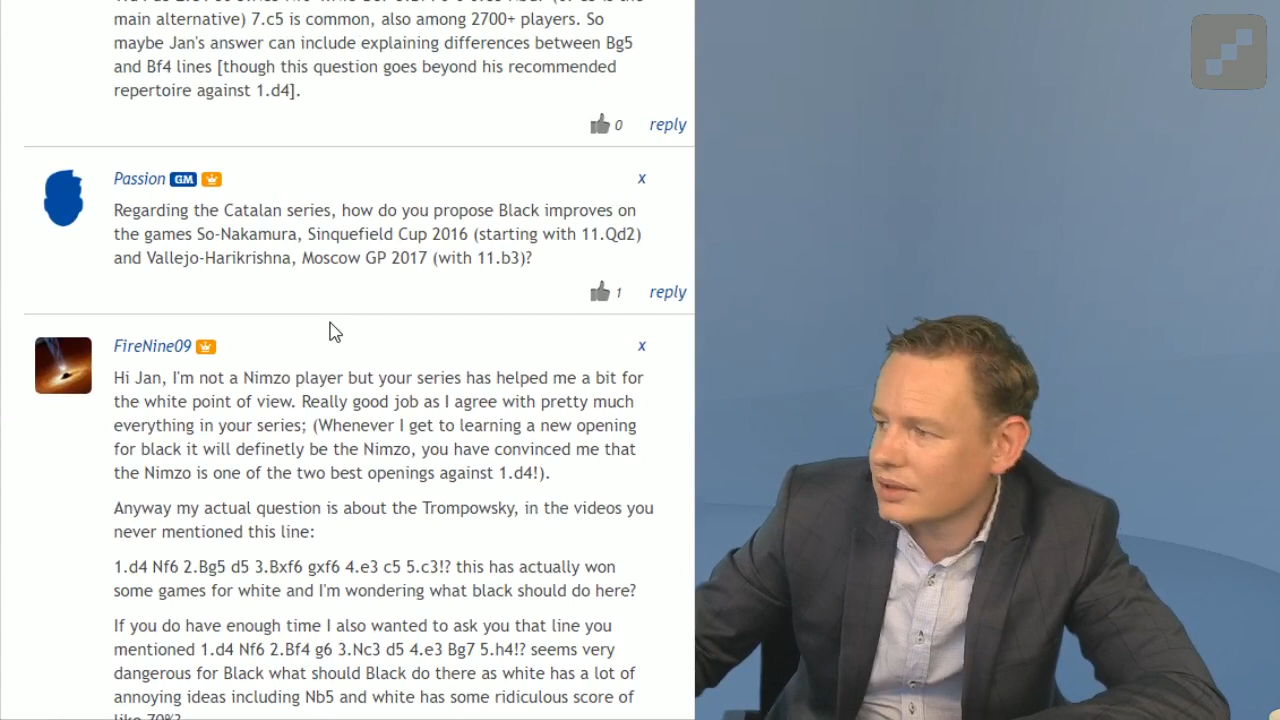 main alternative) 7.c5 is common, also among 2700+ players. So
maybe Jan's answer can include explaining differences between Bg5
and Bf4 lines [though this question goes beyond his recommended
repertoire against 1.d4].
0 reply
Passion GM x
Regarding the Catalan series, how do you propose Black improves on
the games So-Nakamura, Sinquefield Cup 2016 (starting with 11.Qd2)
and Vallejo-Harikrishna, Moscow GP 2017 (with 11.b3)?
1 reply
FireNine09 x
Hi Jan, I'm not a Nimzo player but your series has helped me a bit for
the white point of view. Really good job as I agree with pretty much
everything in your series; (Whenever I get to learning a new opening
for black it will definetly be the Nimzo, you have convinced me that
the Nimzo is one of the two best openings against 1.d4!).
Anyway my actual question is about the Trompowsky, in the videos you
never mentioned this line:
1.d4 Nf6 2.Bg5 d5 3.Bxf6 gxf6 4.e3 c5 5.c3!? this has actually won
some games for white and I'm wondering what black should do here?
If you do have enough time I also wanted to ask you that line you
mentioned 1.d4 Nf6 2.Bf4 g6 3.Nc3 d5 4.e3 Bg7 5.h4!? seems very
dangerous for Black what should Black do there as white has a lot of
annoying ideas including Nb5 and white has some ridiculous score of
like 70%?